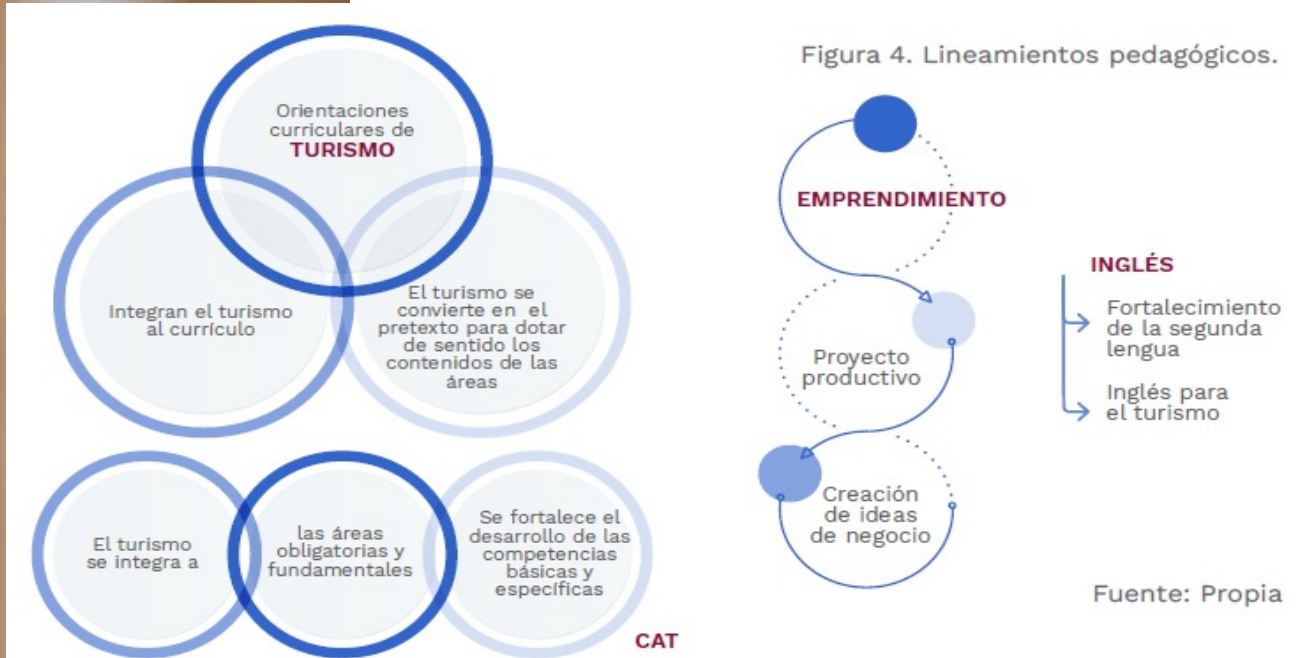 Figura 4. Lineamientos pedagógicos.
Orientaciones
curriculares de
TURISMO
Integran el turismo
al currículo
El turismo se
convierte en el
pretexto para dotar
de sentido los
contenidos de las
áreas
El turismo
se integra a
las áreas
obligatorias y
fundamentales
Se fortalece el
desarrollo de las
competencias
básicas y
específicas
CAT
EMPRENDIMIENTO
Proyecto
productivo
Creación
de ideas
de negocio
INGLÉS
Fortalecimiento
de la segunda
lengua
Inglés para
el turismo
Fuente: Propia